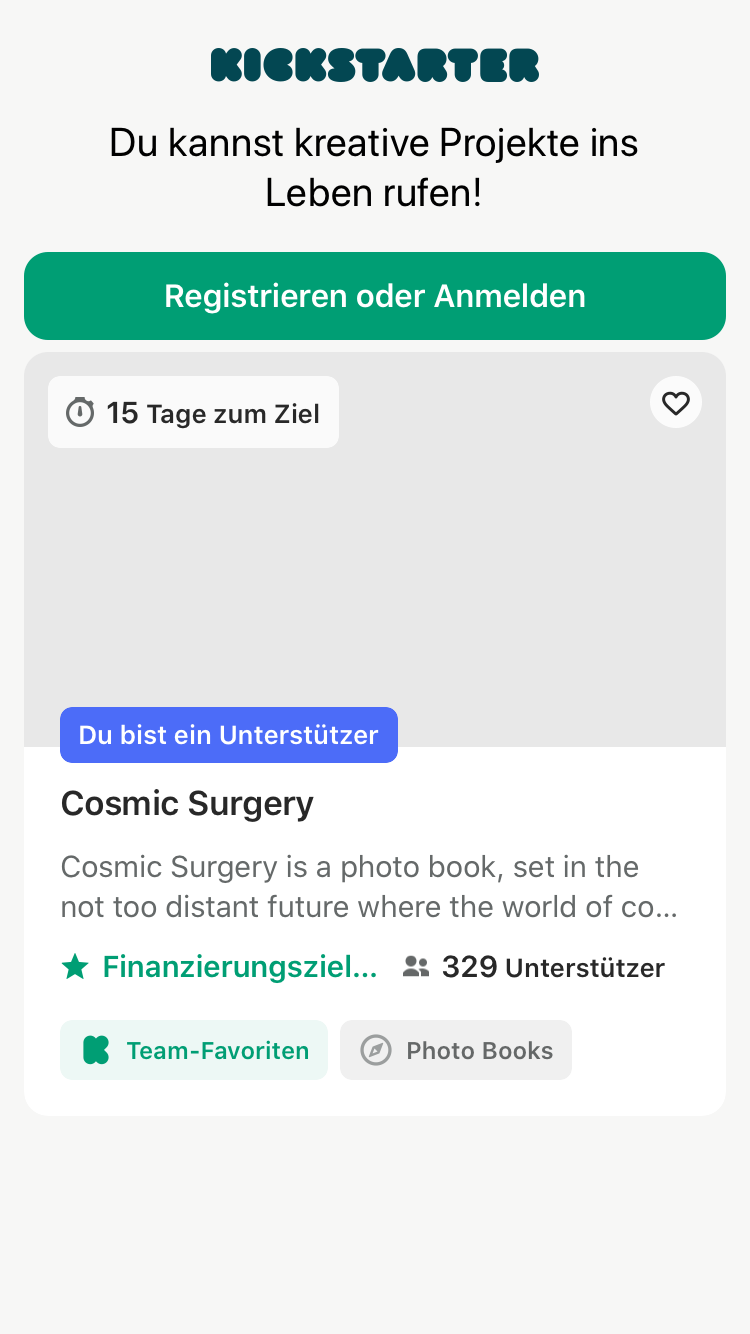 KICKSTARTER
Du kannst kreative Projekte ins
Leben rufen!
Registrieren oder Anmelden
15 Tage zum Ziel
Du bist ein Unterstützer
Cosmic Surgery
Cosmic Surgery is a photo book, set in the
not too distant future where the world of co...
Finanzierungsziel... 329 Unterstützer
Team-Favoriten Photo Books